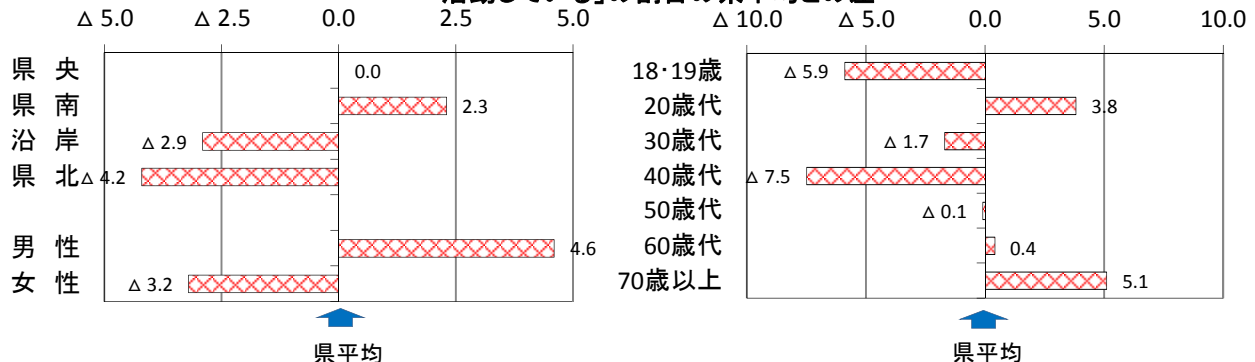 △ 5.0 △ 2.5 0.0 2.5 5.0
県 央 0.0
県 南 2.3
沿 岸 △ 2.9
県 北 △ 4.2
男 性 4.6
女 性 △ 3.2
県平均
△ 10.0 △ 5.0 0.0 5.0 10.0
18・19歳 △ 5.9
20歳代 3.8
30歳代 △ 1.7
40歳代 △ 7.5
50歳代 △ 0.1
60歳代 0.4
70歳以上 5.1
県平均